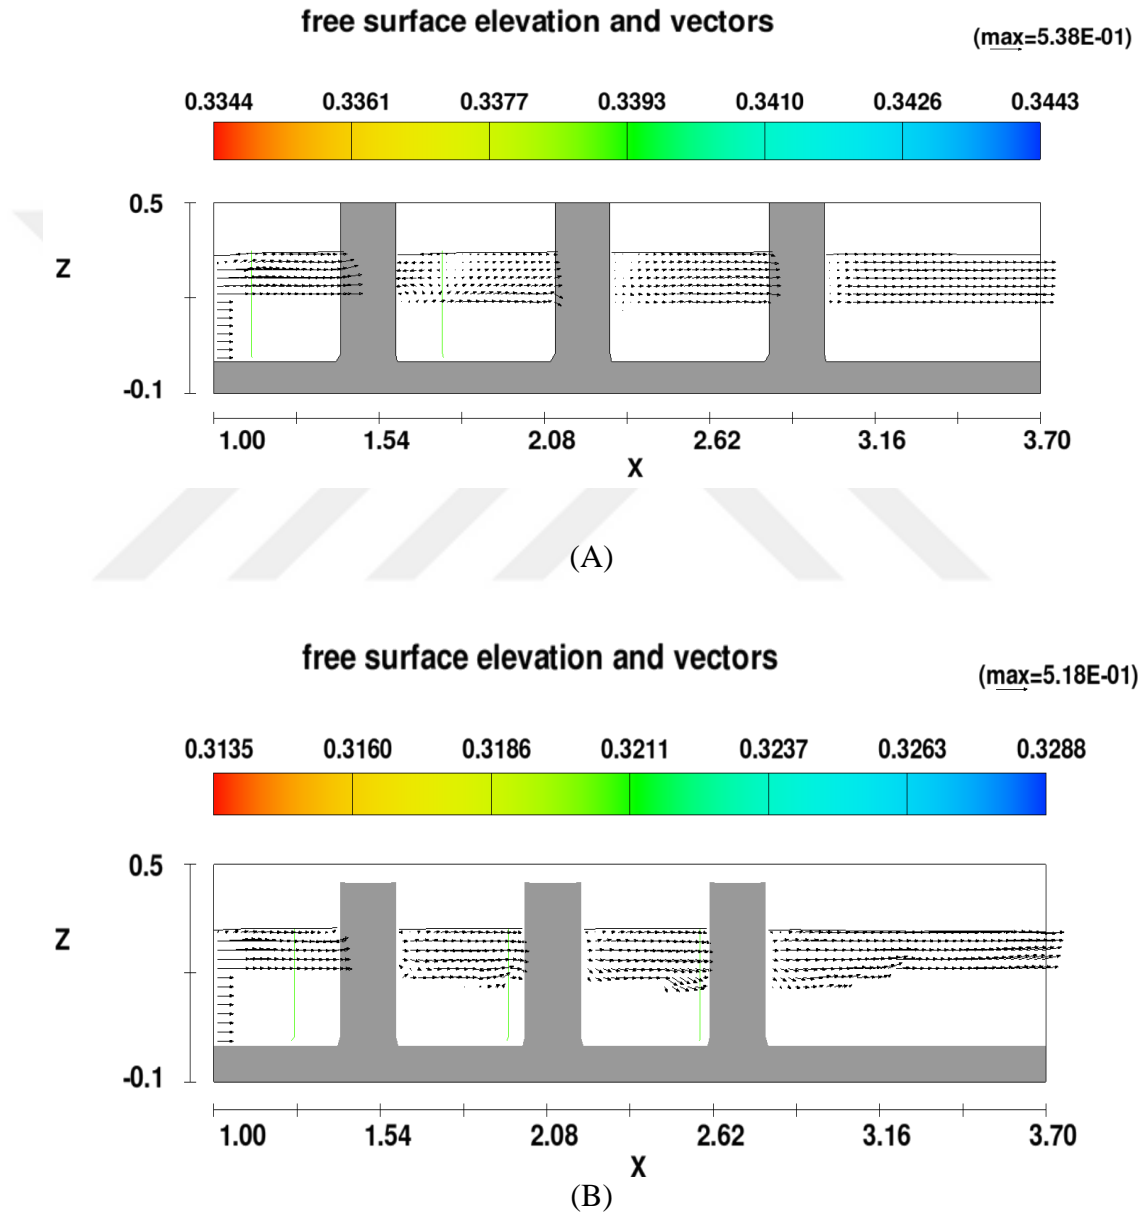 free surface elevation and vectors
(max=5.38E-01)
0.3344 0.3361 0.3377 0.3393 0.3410 0.3426 0.3443
0.5
Z
-0.1
1.00 1.54 2.08 2.62 3.16 3.70
X
(A)
free surface elevation and vectors
(max=5.18E-01)
0.3135 0.3160 0.3186 0.3211 0.3237 0.3263 0.3288
0.5
Z
-0.1
1.00 1.54 2.08 2.62 3.16 3.70
X
(B)